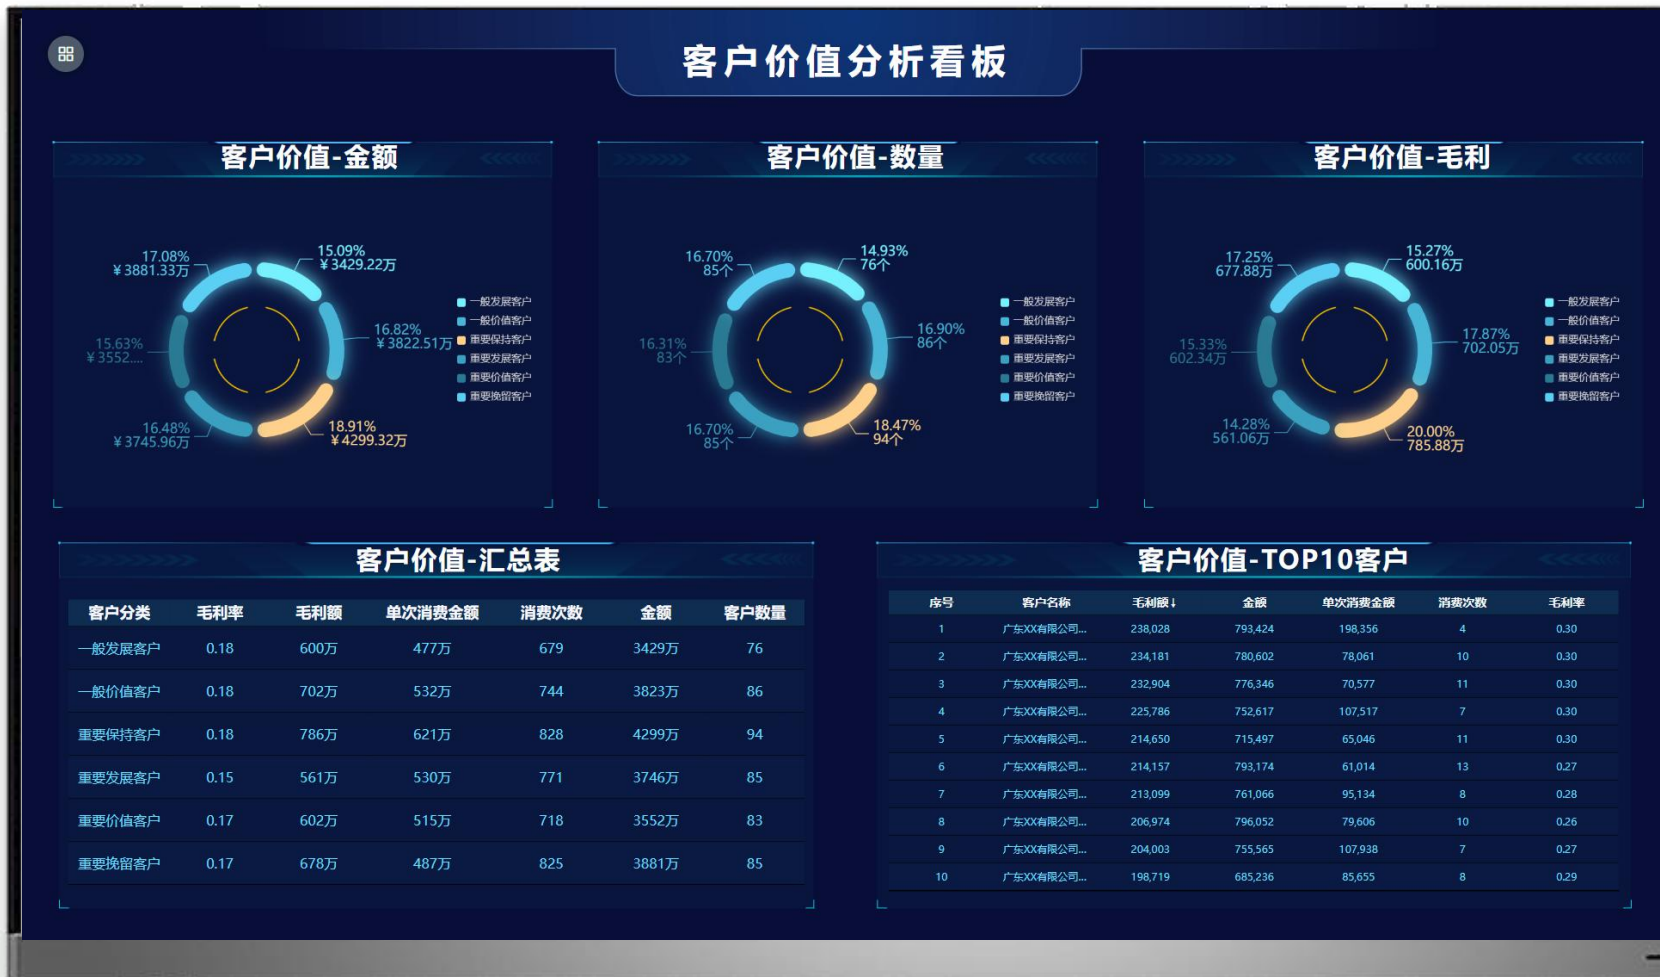 客户价值分析看板
客户价值-金额
17.08%
¥3881.33万
15.09%
¥3429.22万
15.63%
¥3552....
16.82%
¥3822.51万
16.48%
¥3745.96万
18.91%
¥4299.32万
一般发展客户
一般价值客户
重要保持客户
重要发展客户
重要价值客户
重要挽留客户
客户价值-数量
16.70%
85个
14.93%
76个
16.31%
83个
16.90%
86个
16.70%
85个
18.47%
94个
一般发展客户
一般价值客户
重要保持客户
重要发展客户
重要价值客户
重要挽留客户
客户价值-毛利
17.25%
677.88万
15.27%
600.16万
15.33%
602.34万
17.87%
702.05万
14.28%
561.06万
20.00%
785.88万
一般发展客户
一般价值客户
重要保持客户
重要发展客户
重要价值客户
重要挽留客户
客户价值-汇总表
客户分类 毛利率 毛利额 单次消费金额 消费次数 金额 客户数量
一般发展客户 0.18 600万 477万 679 3429万 76
一般价值客户 0.18 702万 532万 744 3823万 86
重要保持客户 0.18 786万 621万 828 4299万 94
重要发展客户 0.15 561万 530万 771 3746万 85
重要价值客户 0.17 602万 515万 718 3552万 83
重要挽留客户 0.17 678万 487万 825 3881万 85
客户价值-TOP10客户
序号 客户名称 毛利额↓ 金额 单次消费金额 消费次数 毛利率
1 广东XX有限公司... 238,028 793,424 198,356 4 0.30
2 广东XX有限公司... 234,181 780,602 78,061 10 0.30
3 广东XX有限公司... 232,904 776,346 70,577 11 0.30
4 广东XX有限公司... 225,786 752,617 107,517 7 0.30
5 广东XX有限公司... 214,650 715,497 65,046 11 0.30
6 广东XX有限公司... 214,157 793,174 61,014 13 0.27
7 广东XX有限公司... 213,099 761,066 95,134 8 0.28
8 广东XX有限公司... 206,974 796,052 79,606 10 0.26
9 广东XX有限公司... 204,003 755,565 107,938 7 0.27
10 广东XX有限公司... 198,719 685,236 85,655 8 0.29